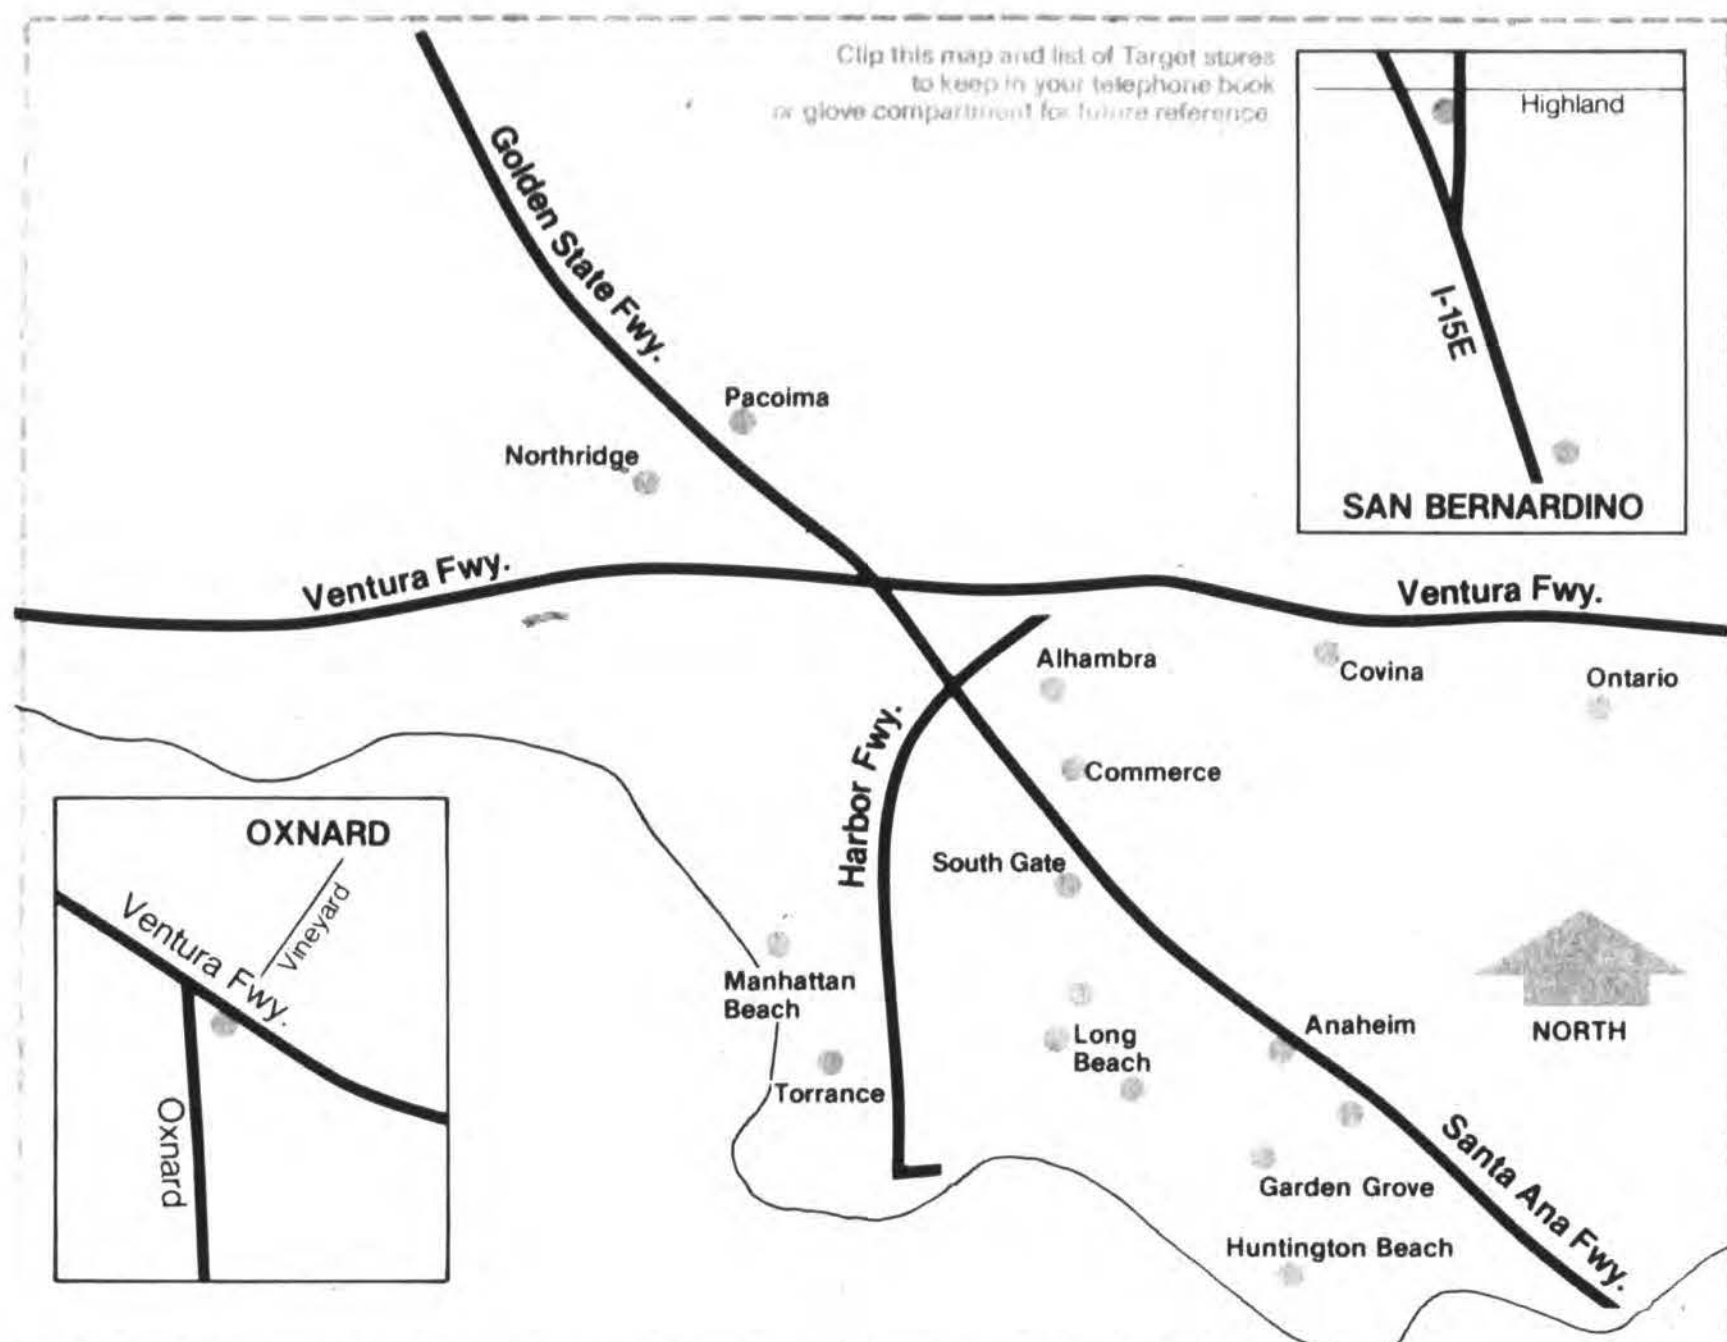 Clip this map and list of Target stores
to keep in your telephone book
or glove compartment for future reference
Highland
I-15E
SAN BERNARDINO
Golden State Fwy.
Pacoima
Northridge
Ventura Fwy.
Ventura Fwy.
Alhambra
Covina
Ontario
Harbor Fwy.
Commerce
South Gate
OXNARD
Vineyard
Ventura Fwy.
Oxnard
Manhattan
Beach
Torrance
Long
Beach
Anaheim
NORTH
Garden Grove
Santa Ana Fwy.
Huntington Beach